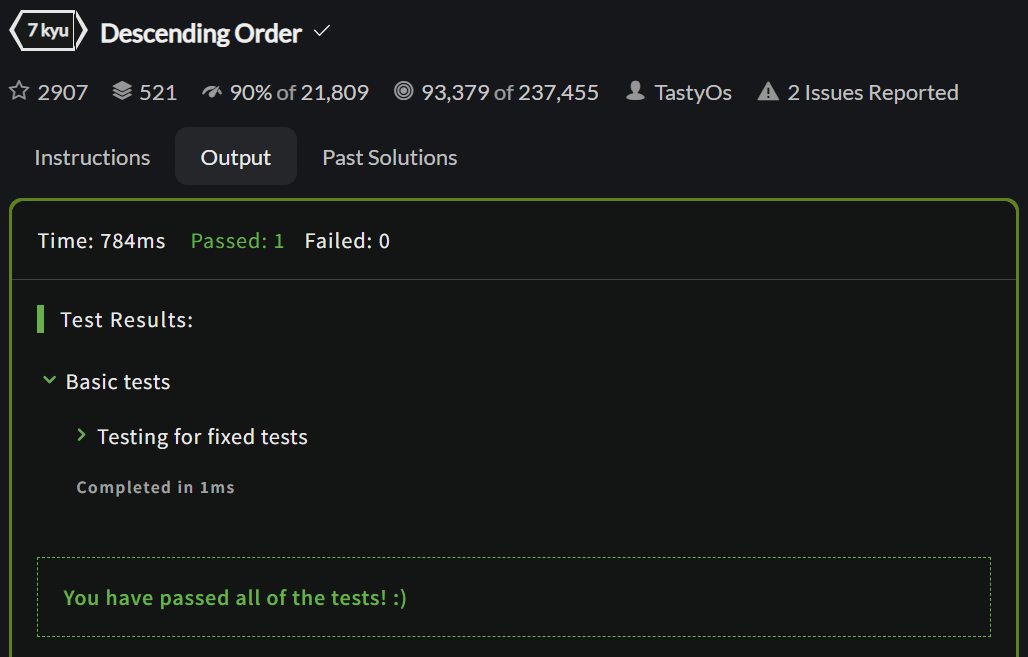 7 kyu Descending Order
2907 521 90% of 21,809 93,379 of 237,455 TastyOs 2 Issues Reported
Instructions Output Past Solutions
Time: 784ms Passed: 1 Failed: 0
Test Results:
Basic tests
Testing for fixed tests
Completed in 1ms
You have passed all of the tests! :)